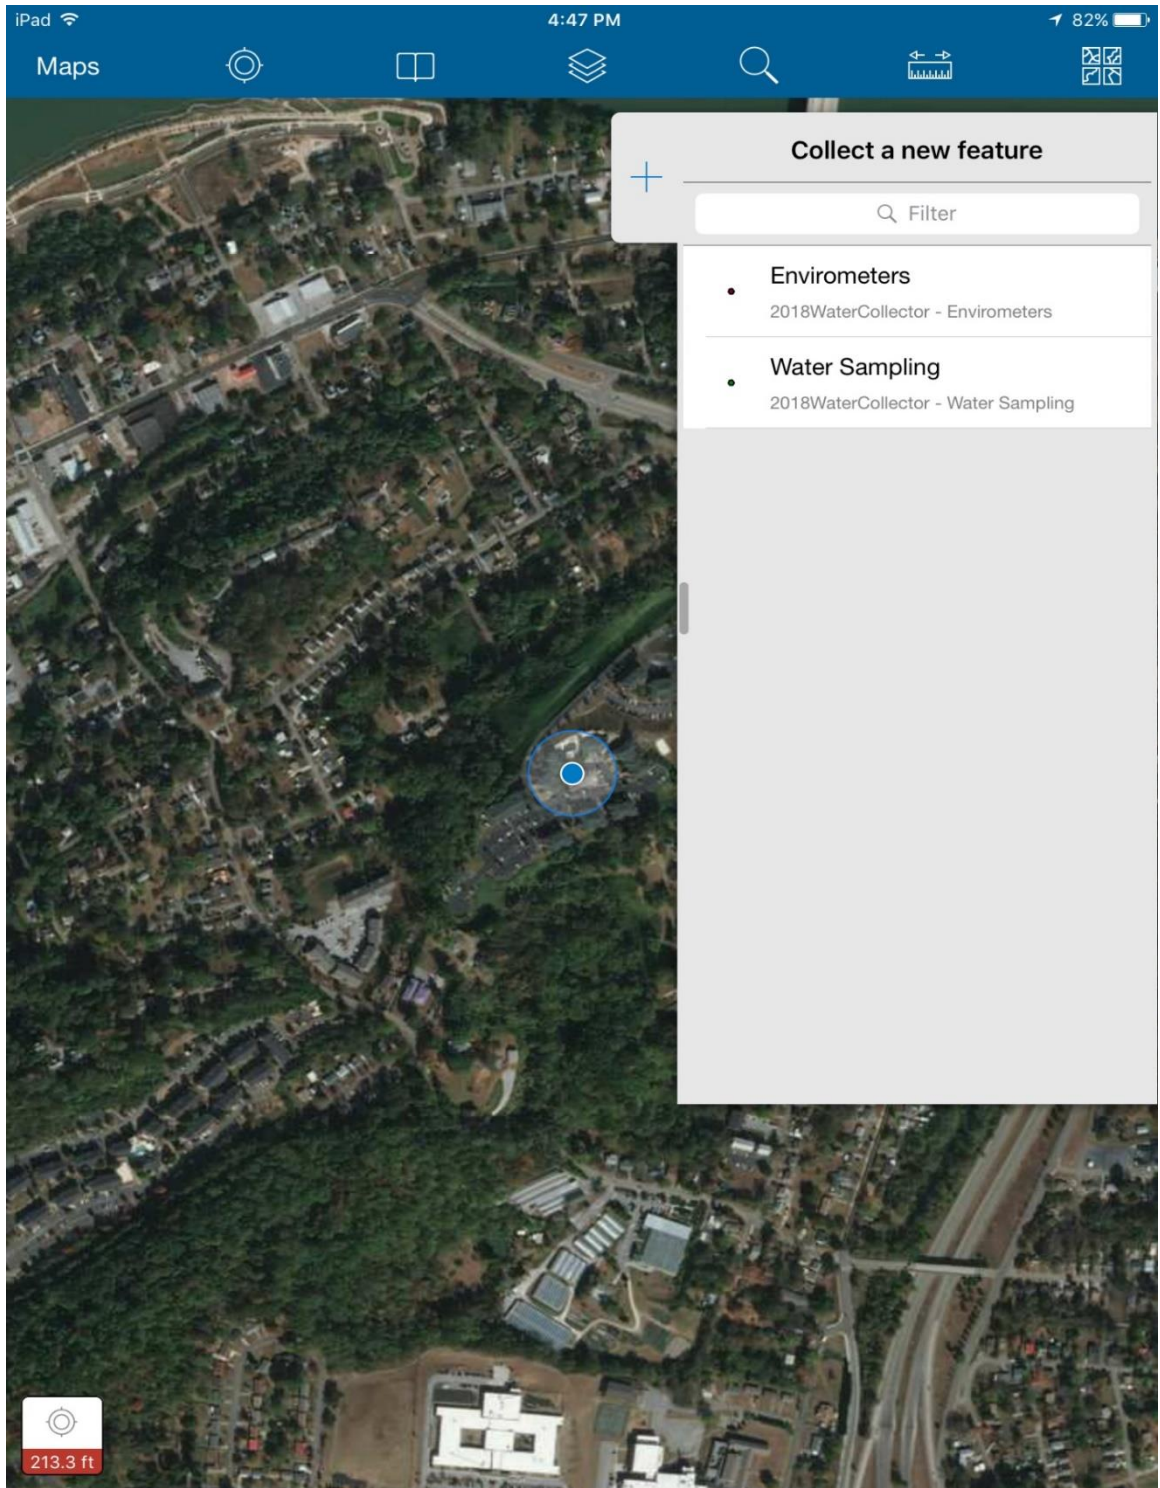 iPad 4:47 PM 82%
Maps
Collect a new feature
Filter
Envirometers
2018WaterCollector - Envirometers
Water Sampling
2018WaterCollector - Water Sampling
213.3 ft